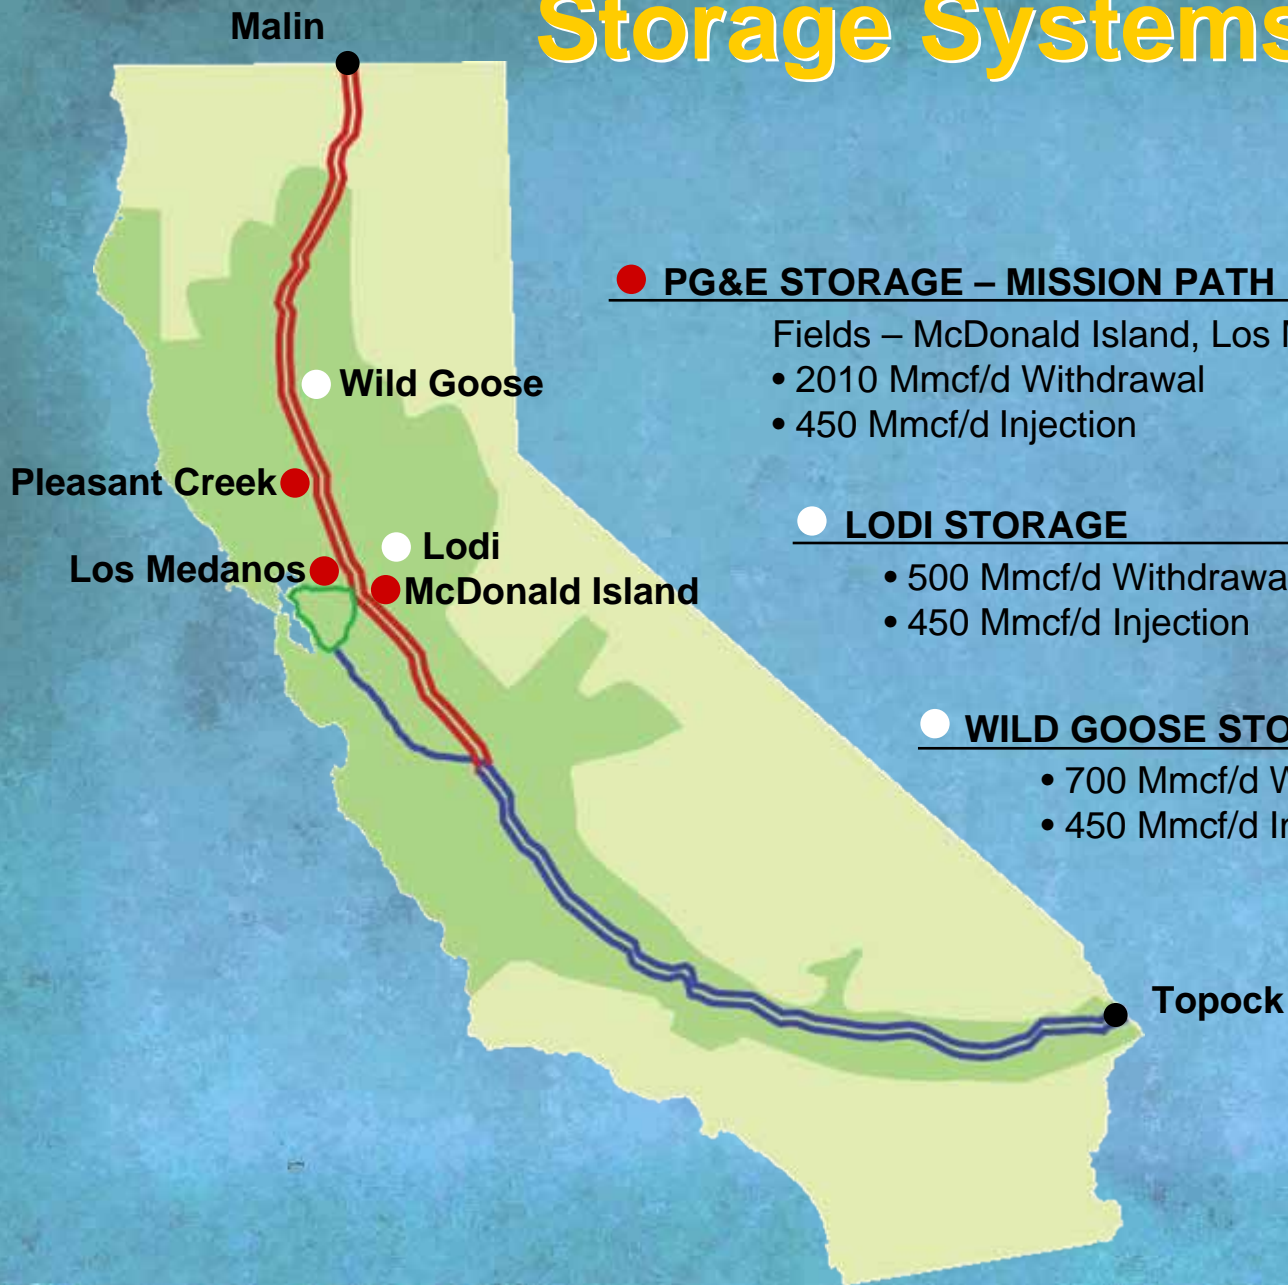 Storage Systems
Malin
PG&E STORAGE – MISSION PATH
Fields – McDonald Island, Los
• 2010 Mmcf/d Withdrawal
• 450 Mmcf/d Injection
Wild Goose
Pleasant Creek
LODI STORAGE
Lodi
Los Medanos
McDonald Island
• 500 Mmcf/d Withdrawa
• 450 Mmcf/d Injection
WILD GOOSE STO
• 700 Mmcf/d W
• 450 Mmcf/d In
Topock